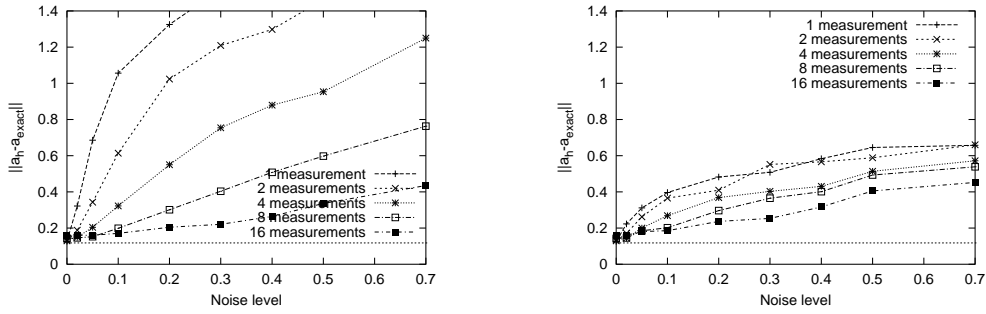 1.4
1.2
1
0.8
0.6
0.4
0.2
0
||a_h-a_exact||
0 0.1 0.2 0.3 0.4 0.5 0.6 0.7
Noise level
1 measurement
2 measurements
4 measurements
8 measurements
16 measurements
1.4
1.2
1
0.8
0.6
0.4
0.2
0
||a_h-a_exact||
0 0.1 0.2 0.3 0.4 0.5 0.6 0.7
Noise level
1 measurement
2 measurements
4 measurements
8 measurements
16 measurements